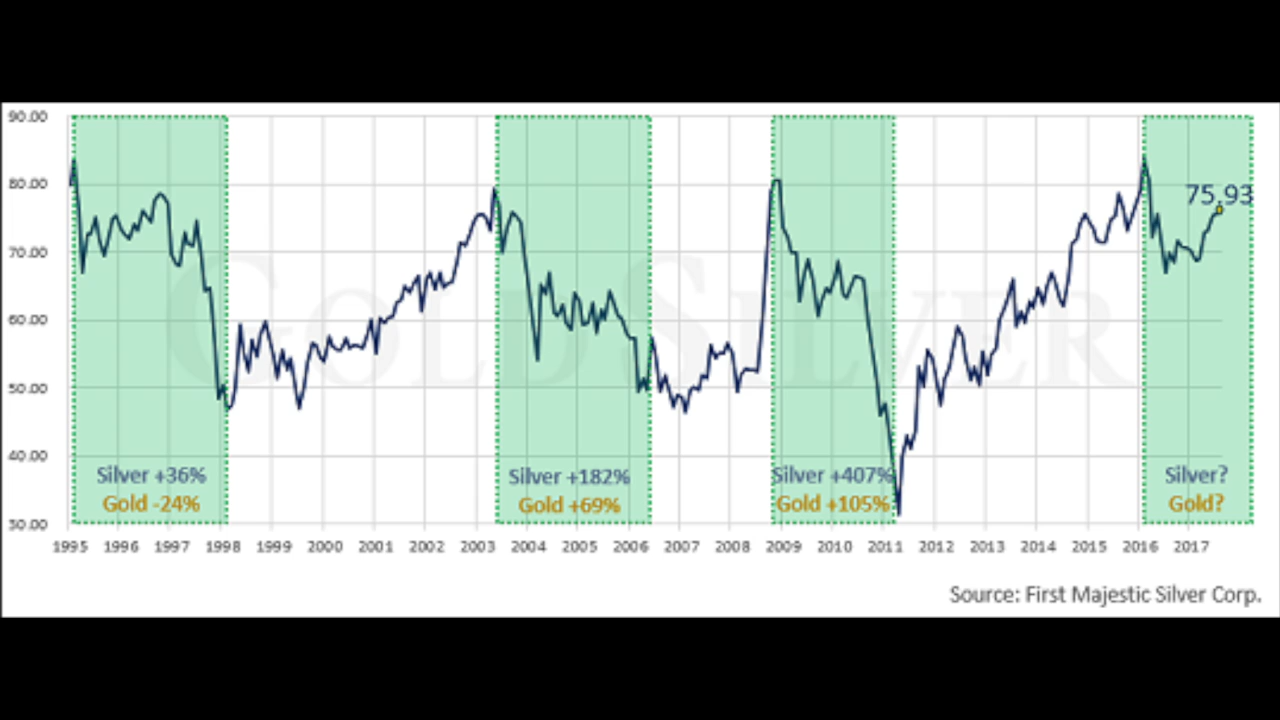 90.00
80.00
70.00
60.00
50.00
40.00
30.00
75.93
GOLDSILVER
Silver +36%
Gold -24%
Silver +182%
Gold +69%
Silver +407%
Gold +105%
Silver?
Gold?
1995 1996 1997 1998 1999 2000 2001 2002 2003 2004 2005 2006 2007 2008 2009 2010 2011 2012 2013 2014 2015 2016 2017
Source: First Majestic Silver Corp.